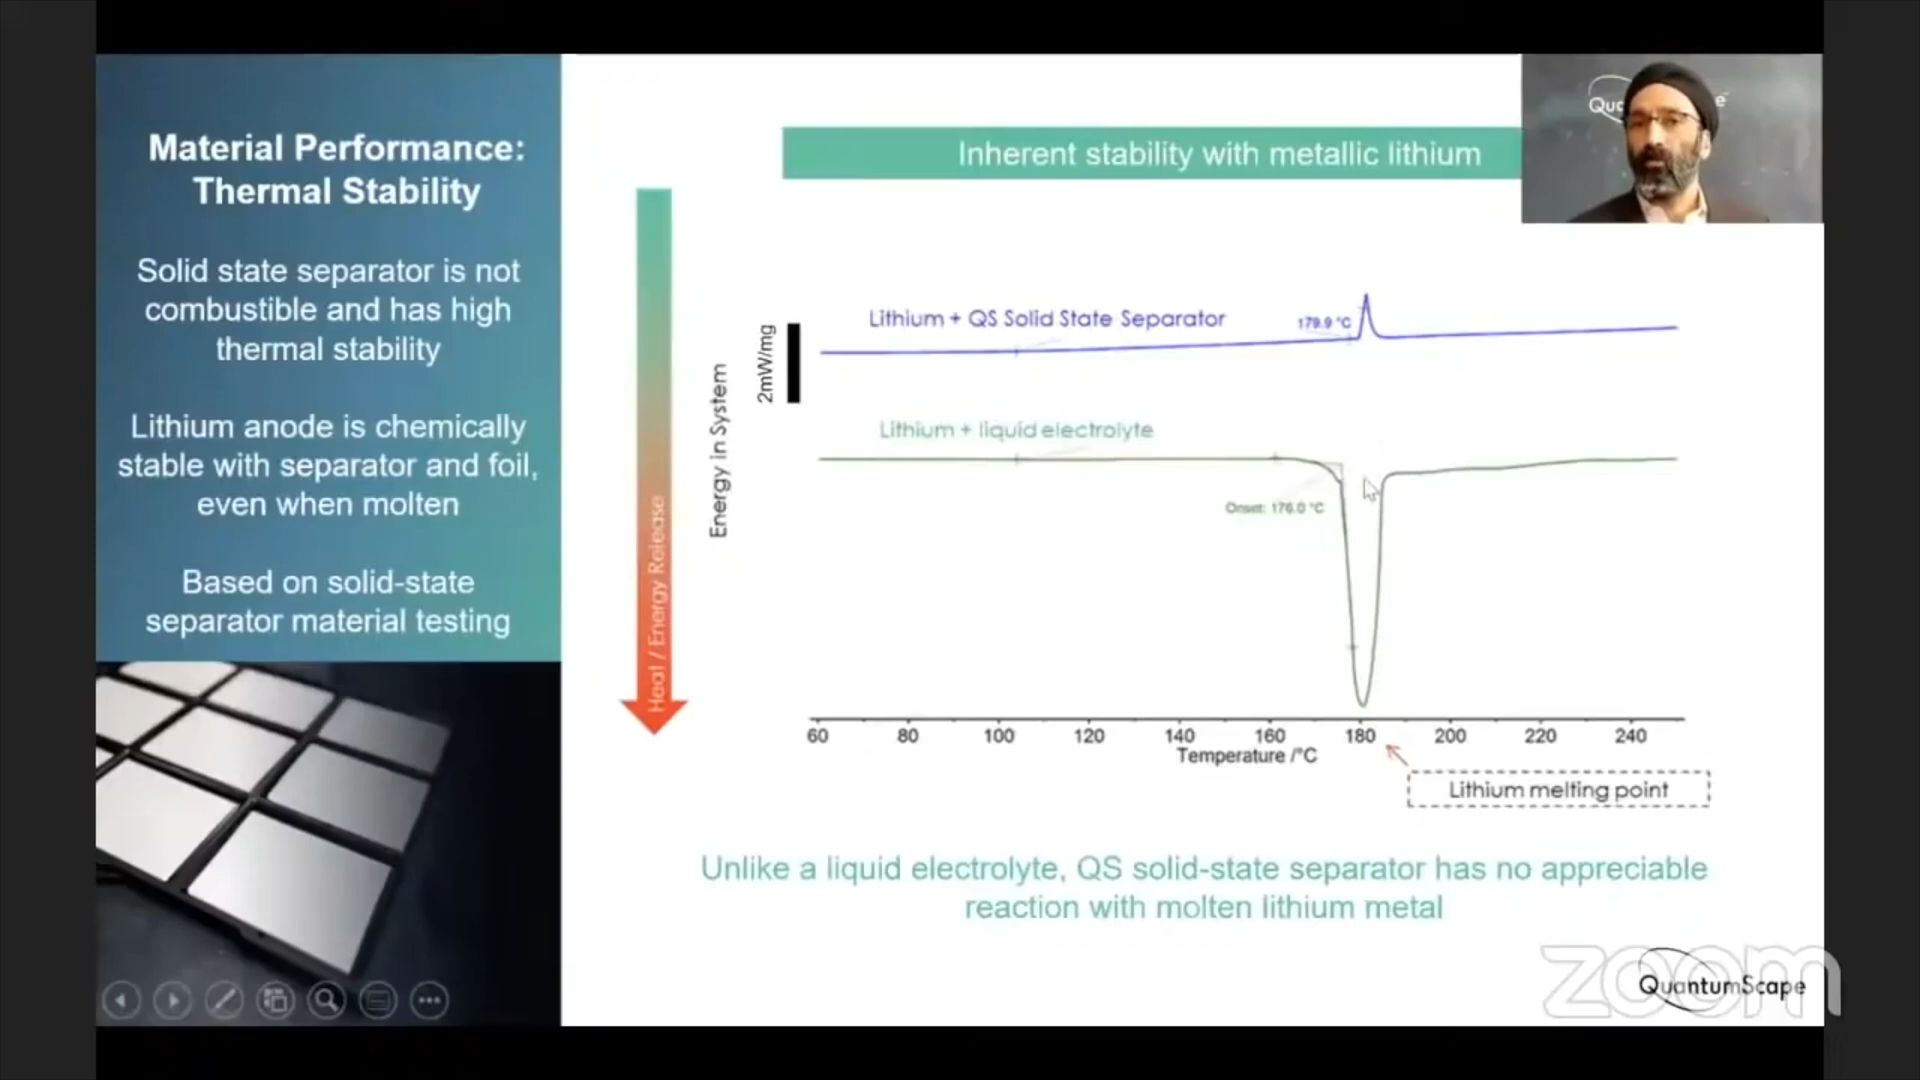 Material Performance:
Thermal Stability
Solid state separator is not
combustible and has high
thermal stability
Lithium anode is chemically
stable with separator and foil,
even when molten
Based on solid-state
separator material testing
Inherent stability with metallic lithium
Heat / Energy Release
Energy in System
2mW/mg
Lithium + QS Solid State Separator
179.9 °C
Lithium + liquid electrolyte
Onset: 176.0 °C
60 80 100 120 140 160 180 200 220 240
Temperature /°C
Lithium melting point
Unlike a liquid electrolyte, QS solid-state separator has no appreciable
reaction with molten lithium metal
zoom
QuantumScape